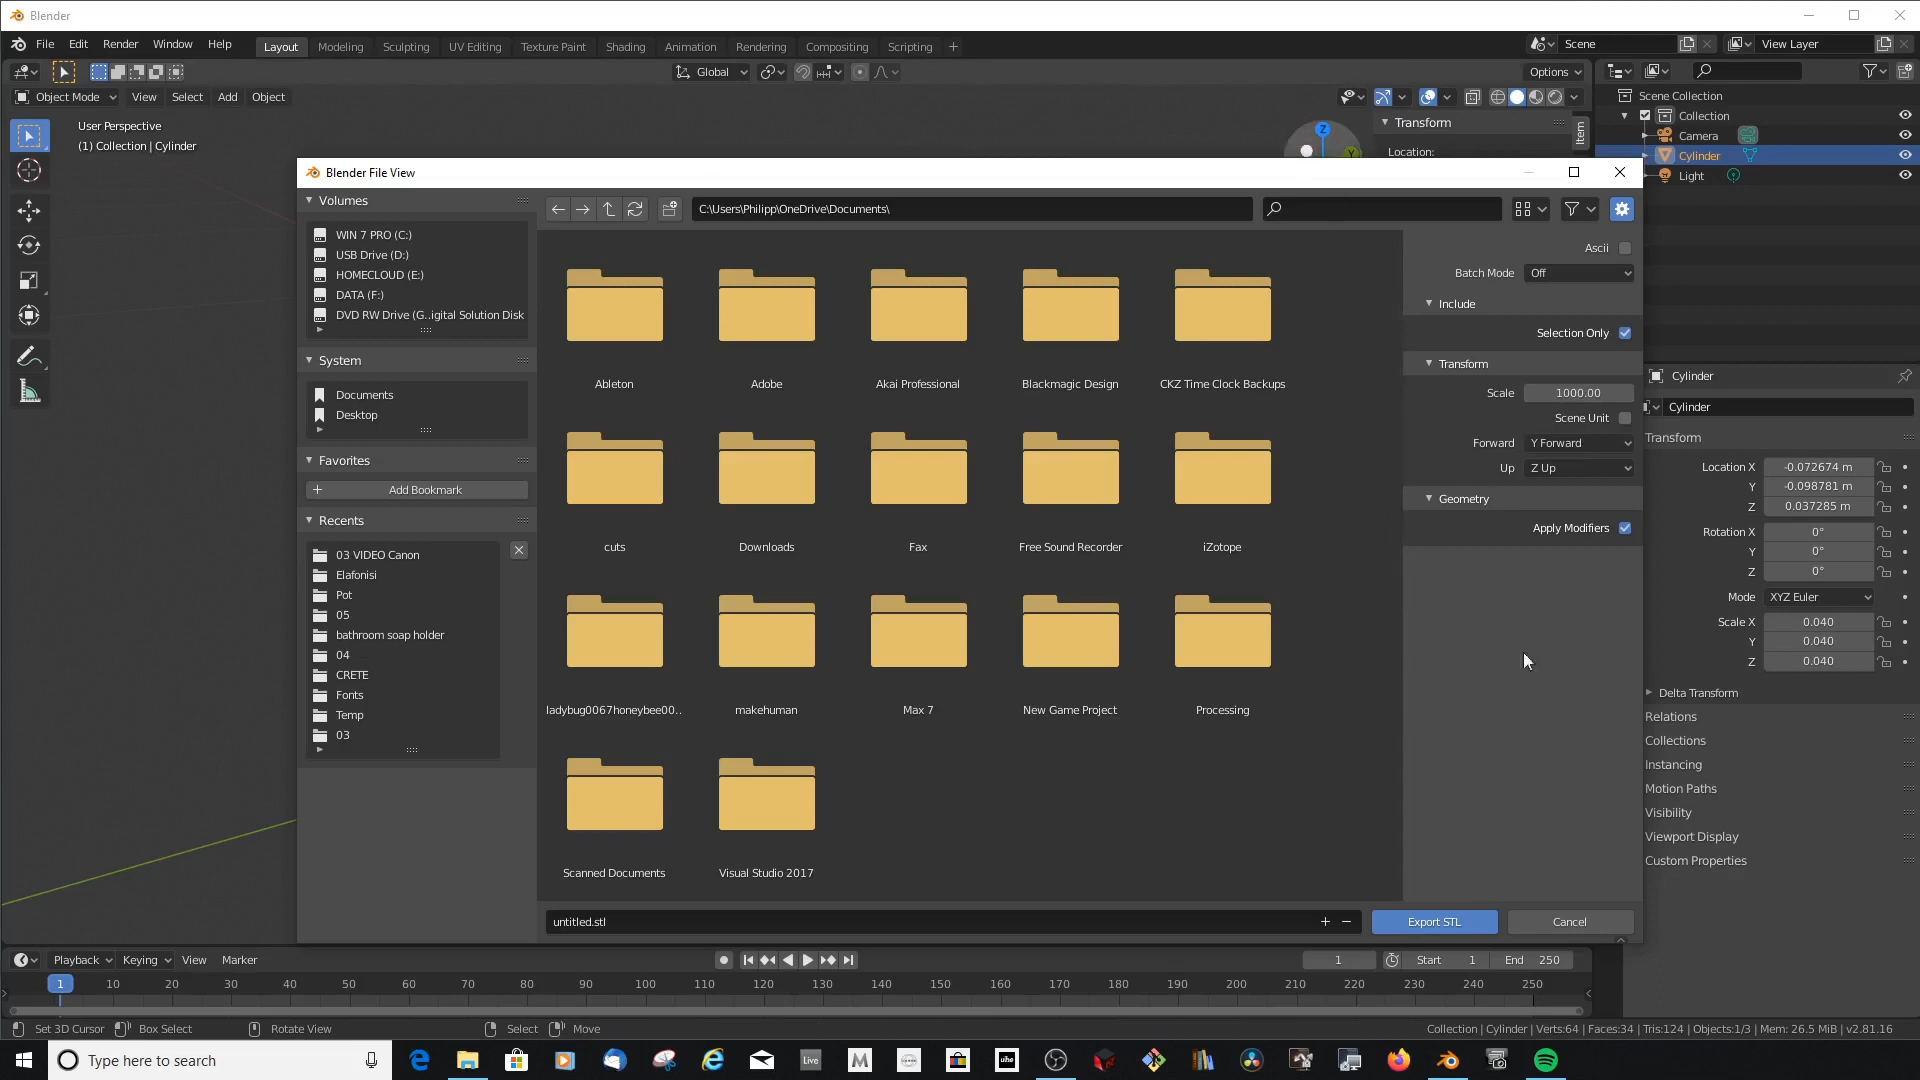 Blender
File Edit Render Window Help Layout Modeling Sculpting UV Editing Texture Paint Shading Animation Rendering Compositing Scripting + Scene View Layer
Global Options
Object Mode View Select Add Object
User Perspective
(1) Collection | Cylinder
Z
Y
Transform
Location:
Item
Scene Collection
Collection
Camera
Cylinder
Light
Blender File View
Volumes
WIN 7 PRO (C:)
USB Drive (D:)
HOMECLOUD (E:)
DATA (F:)
DVD RW Drive (G..igital Solution Disk
System
Documents
Desktop
Favorites
+ Add Bookmark
Recents
03 VIDEO Canon
Elafonisi
Pot
05
bathroom soap holder
04
CRETE
Fonts
Temp
03
C:\Users\Philipp\OneDrive\Documents\
Ableton Adobe Akai Professional Blackmagic Design CKZ Time Clock Backups
cuts Downloads Fax Free Sound Recorder iZotope
ladybug0067honeybee00.. makehuman Max 7 New Game Project Processing
Scanned Documents Visual Studio 2017
untitled.stl + − Export STL Cancel
Ascii
Batch Mode Off
Include
Selection Only
Transform
Scale 1000.00
Scene Unit
Forward Y Forward
Up Z Up
Geometry
Apply Modifiers
Cylinder
Cylinder
Transform
Location X -0.072674 m
Y -0.098781 m
Z 0.037285 m
Rotation X 0°
Y 0°
Z 0°
Mode XYZ Euler
Scale X 0.040
Y 0.040
Z 0.040
Delta Transform
Relations
Collections
Instancing
Motion Paths
Visibility
Viewport Display
Custom Properties
Playback Keying View Marker 1 Start 1 End 250
1 10 20 30 40 50 60 70 80 90 100 110 120 130 140 150 160 170 180 190 200 210 220 230 240 250
Set 3D Cursor Box Select Rotate View Select Move Collection | Cylinder | Verts:64 | Faces:34 | Tris:124 | Objects:1/3 | Mem: 26.5 MiB | v2.81.16
Type here to search Live M uhe